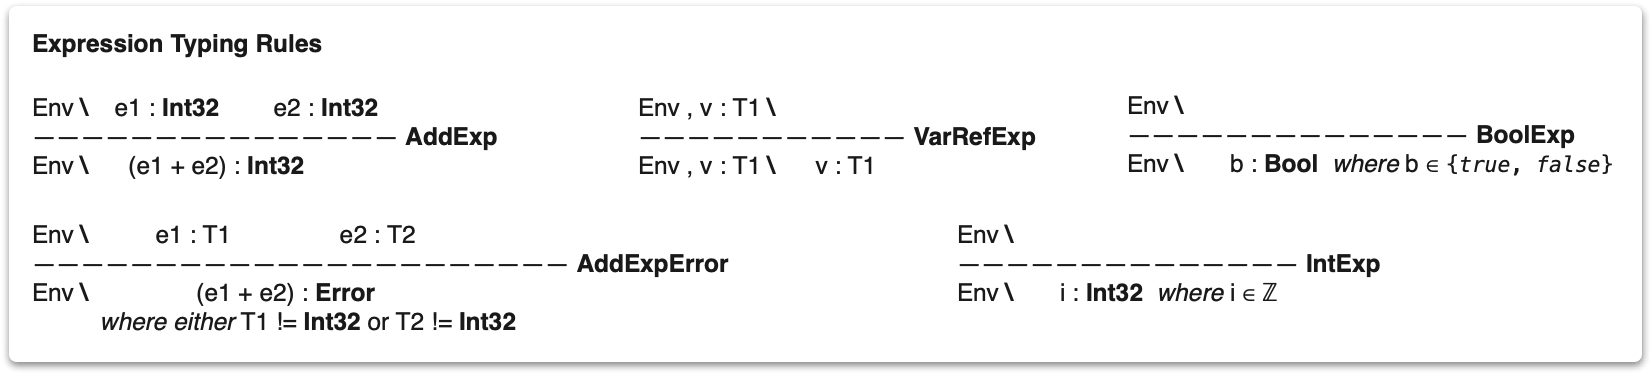 Expression Typing Rules
Env \ e1 : Int32 e2 : Int32
——————————————— AddExp
Env \ (e1 + e2) : Int32
Env , v : T1 \
——————————— VarRefExp
Env , v : T1 \ v : T1
Env \
—————————————— BoolExp
Env \ b : Bool where b ∈ {true, false}
Env \ e1 : T1 e2 : T2
—————————————————————— AddExpError
Env \ (e1 + e2) : Error
where either T1 != Int32 or T2 != Int32
Env \
—————————————— IntExp
Env \ i : Int32 where i ∈ ℤ